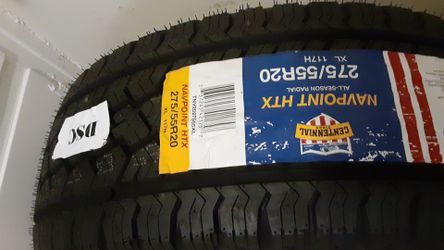 DSC
NAVPOINT HTX
275/55R20
XL 117H
CENTENNIAL
NAVPOINT HTX
ALL-SEASON RADIAL
275/55R20
XL 117H